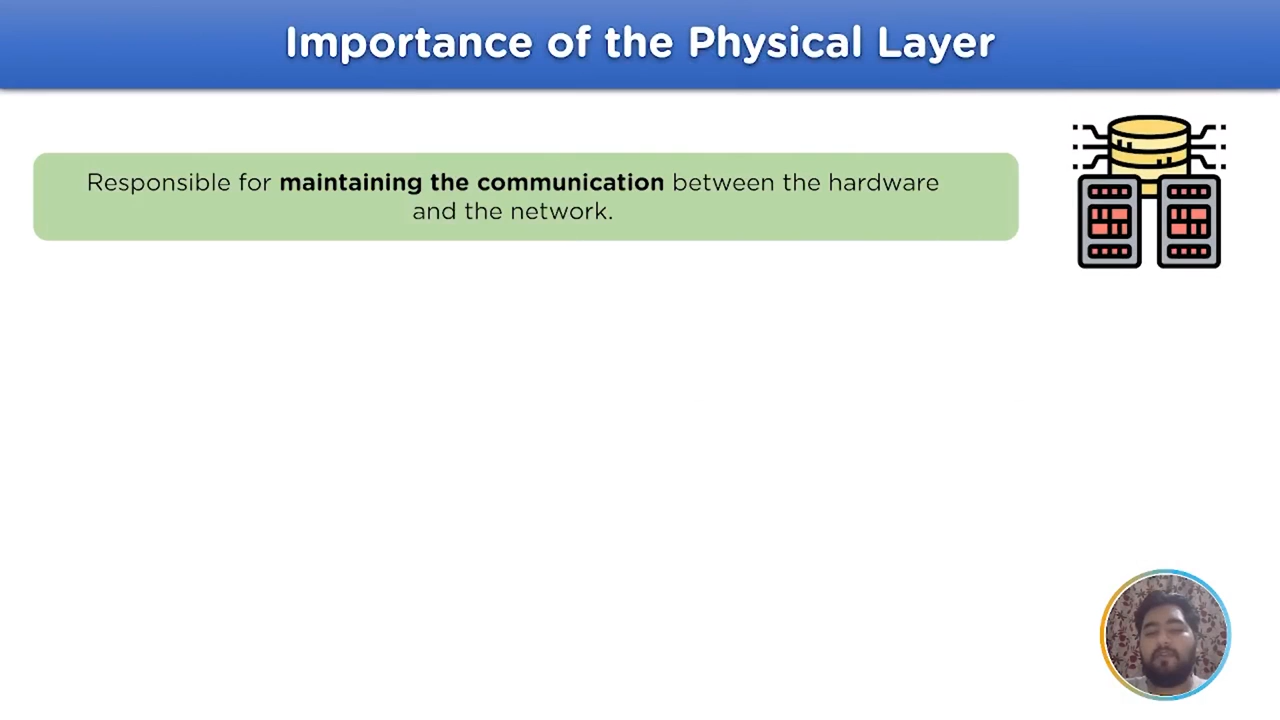 Importance of the Physical Layer
Responsible for maintaining the communication between the hardware
and the network.